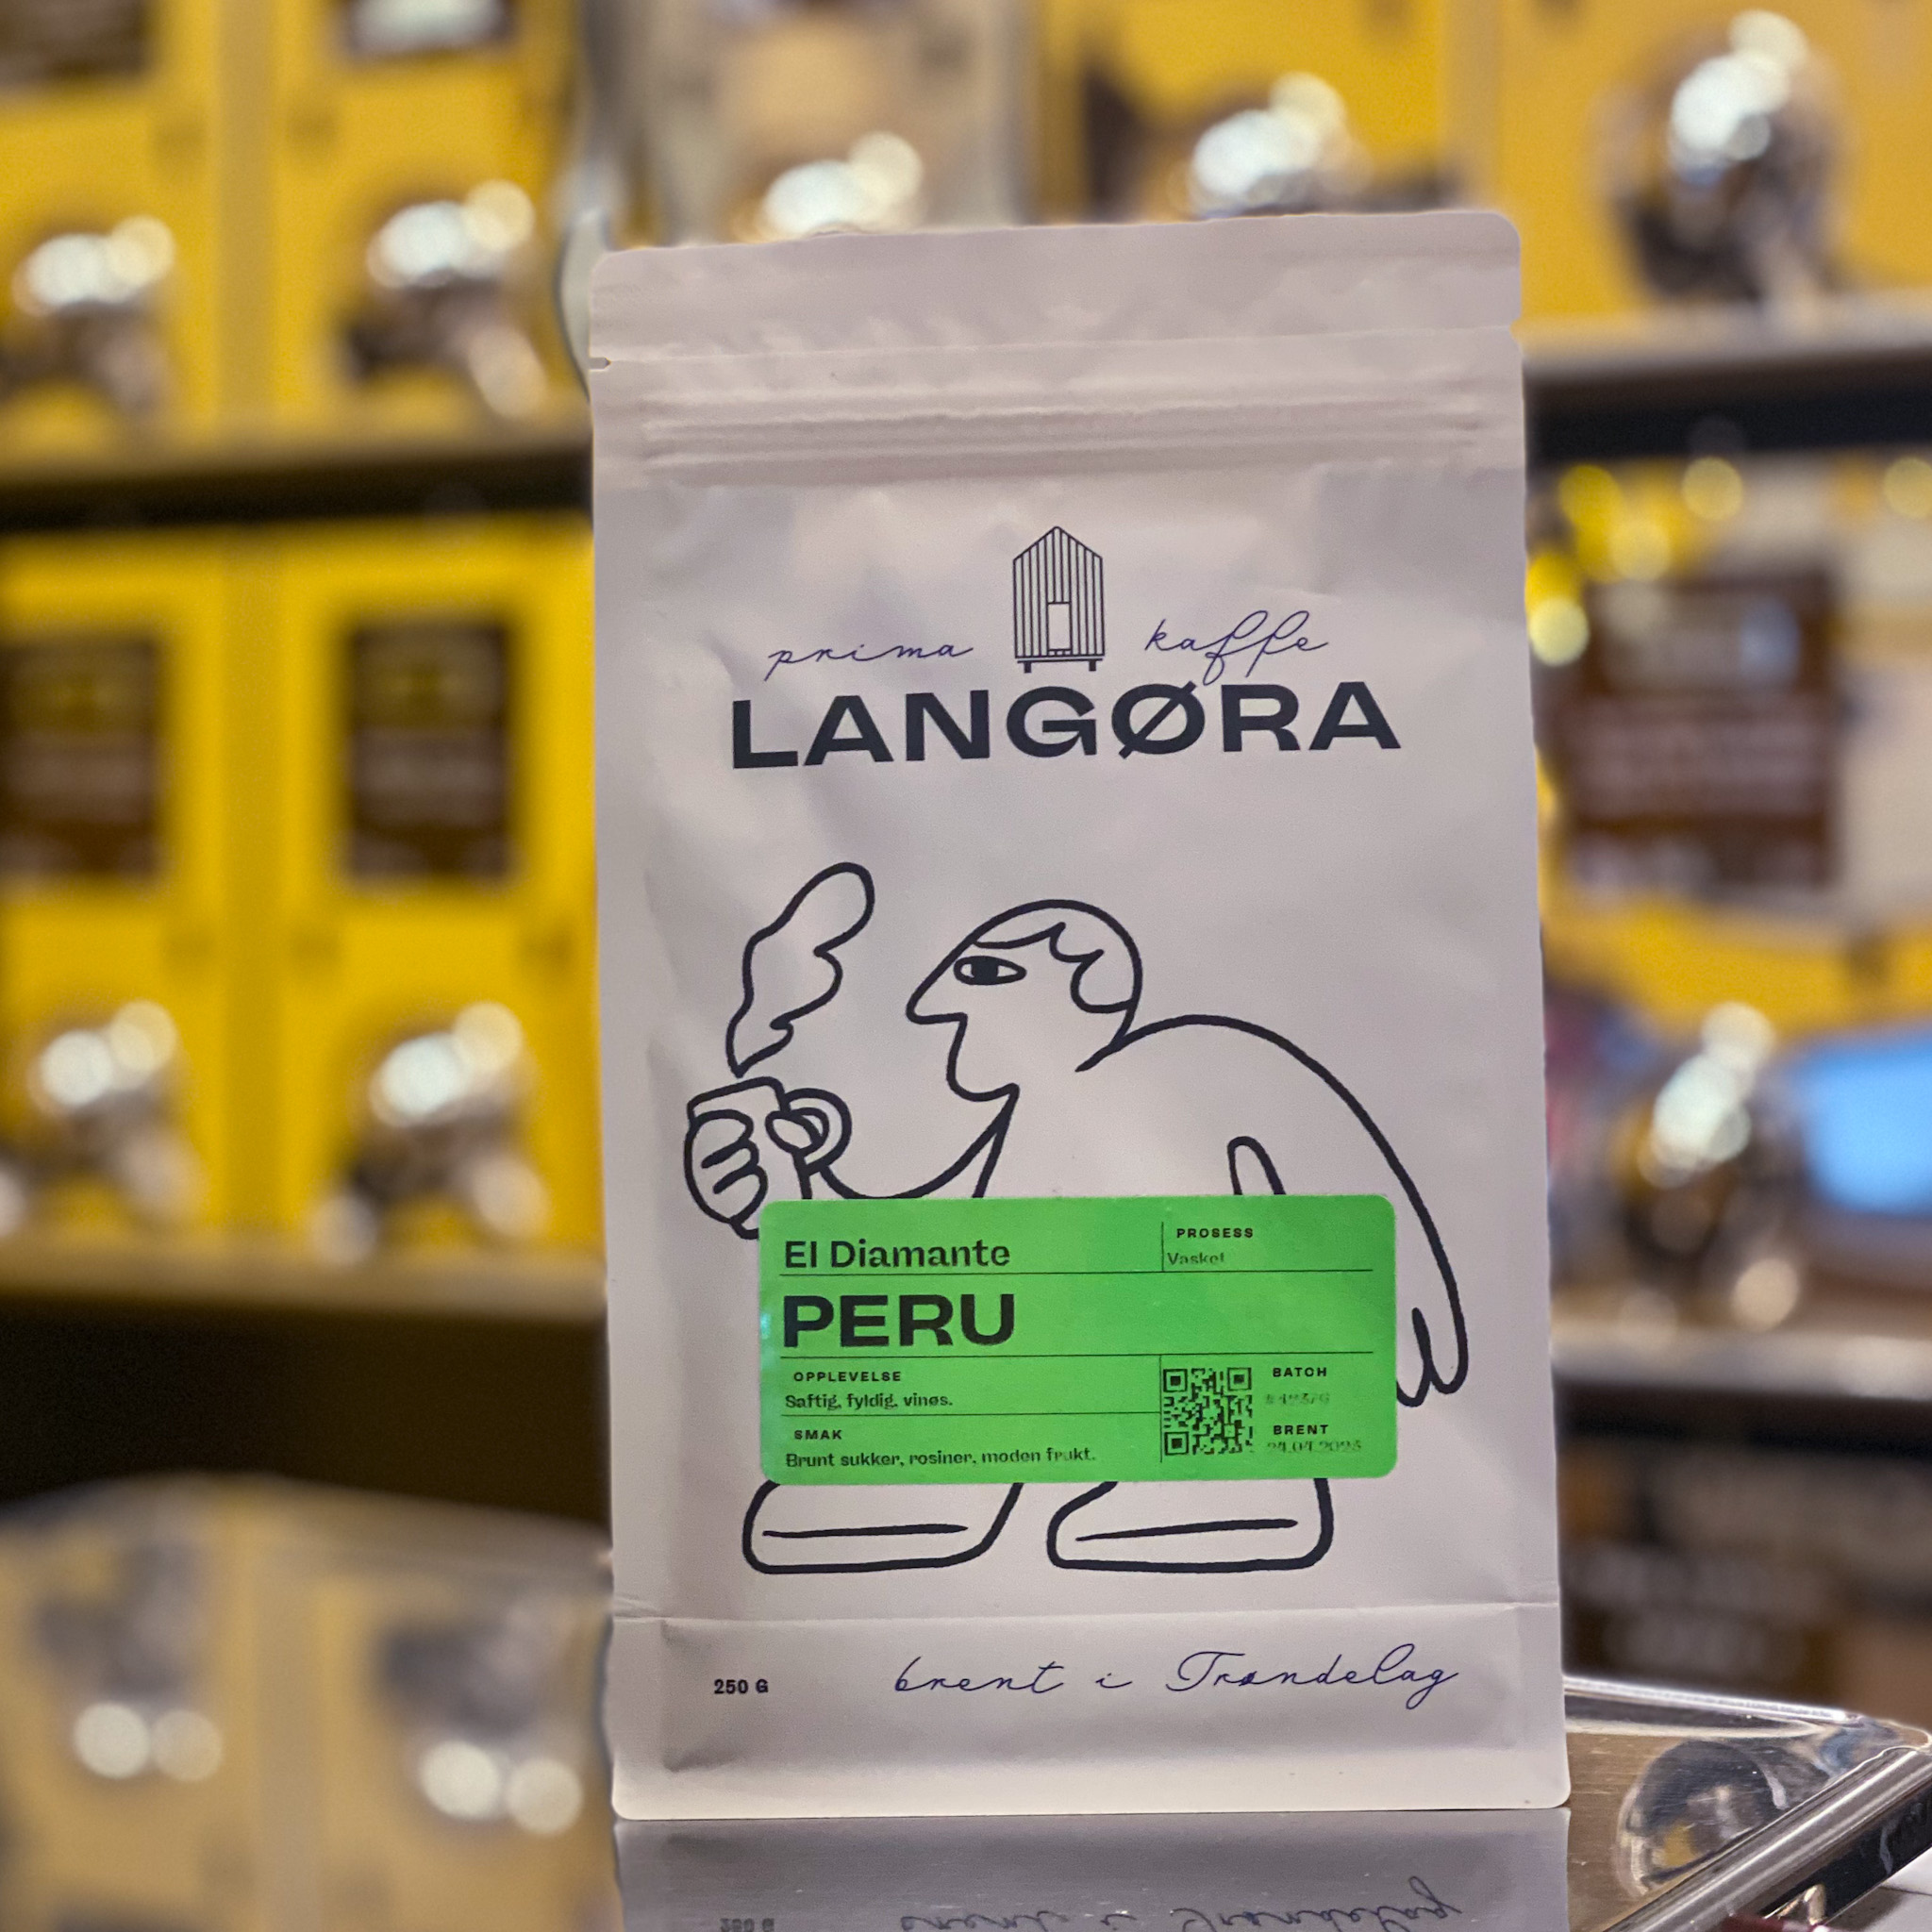 prima kaffe
LANGØRA
El Diamante
PROSESS
Vasket
PERU
OPPLEVELSE
Saftig, fyldig, vinøs.
SMAK
Brunt sukker, rosiner, moden frukt.
BATCH
BRENT
250 G
brent i Trøndelag